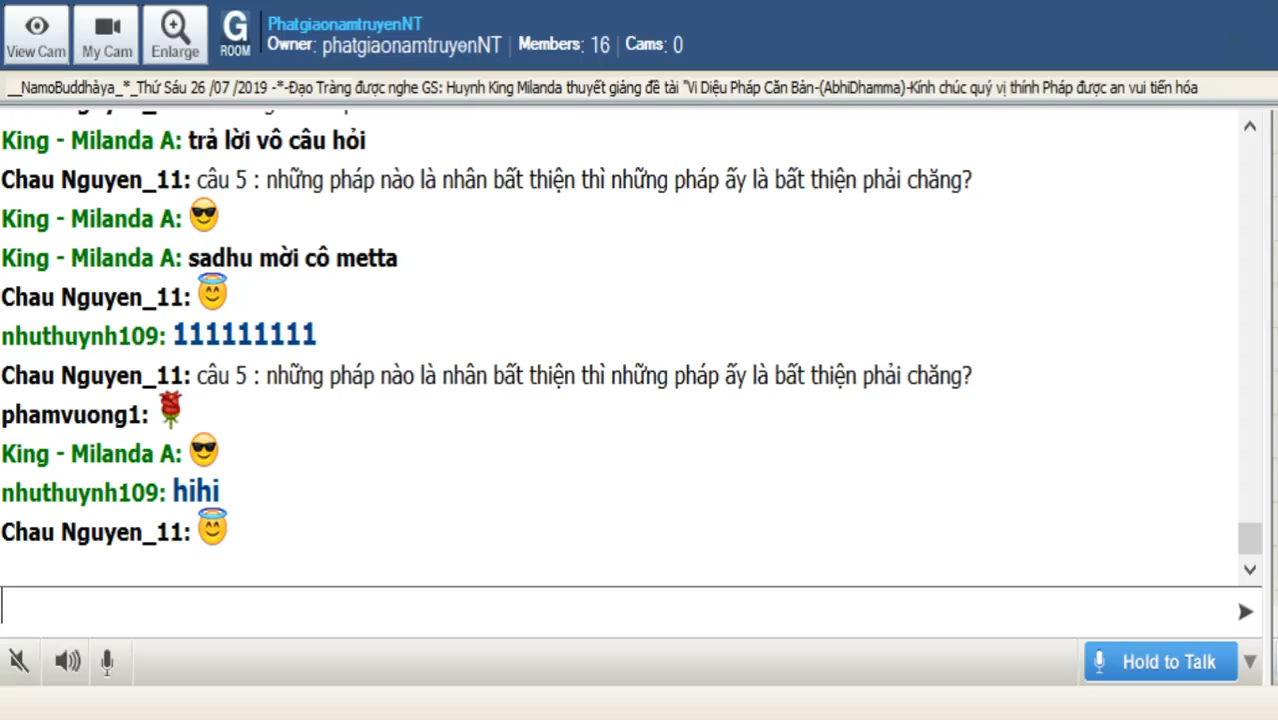 PhatgiaonamtruyenNT
View Cam My Cam Enlarge G ROOM Owner: phatgiaonamtruyenNT | Members: 16 | Cams: 0
__NamoBuddhàya_*_Thứ Sáu 26 /07 /2019 -*-Đạo Tràng được nghe GS: Huynh King Milanda thuyết giảng đề tài "Vi Diệu Pháp Căn Bản-(AbhiDhamma)-Kính chúc quý vị thính Pháp được an vui tiến hóa
King - Milanda A: trả lời vô câu hỏi
Chau Nguyen_11: câu 5 : những pháp nào là nhân bất thiện thì những pháp ấy là bất thiện phải chăng?
King - Milanda A:
King - Milanda A: sadhu mời cô metta
Chau Nguyen_11:
nhuthuynh109: 111111111
Chau Nguyen_11: câu 5 : những pháp nào là nhân bất thiện thì những pháp ấy là bất thiện phải chăng?
phamvuong1:
King - Milanda A:
nhuthuynh109: hihi
Chau Nguyen_11:
Hold to Talk